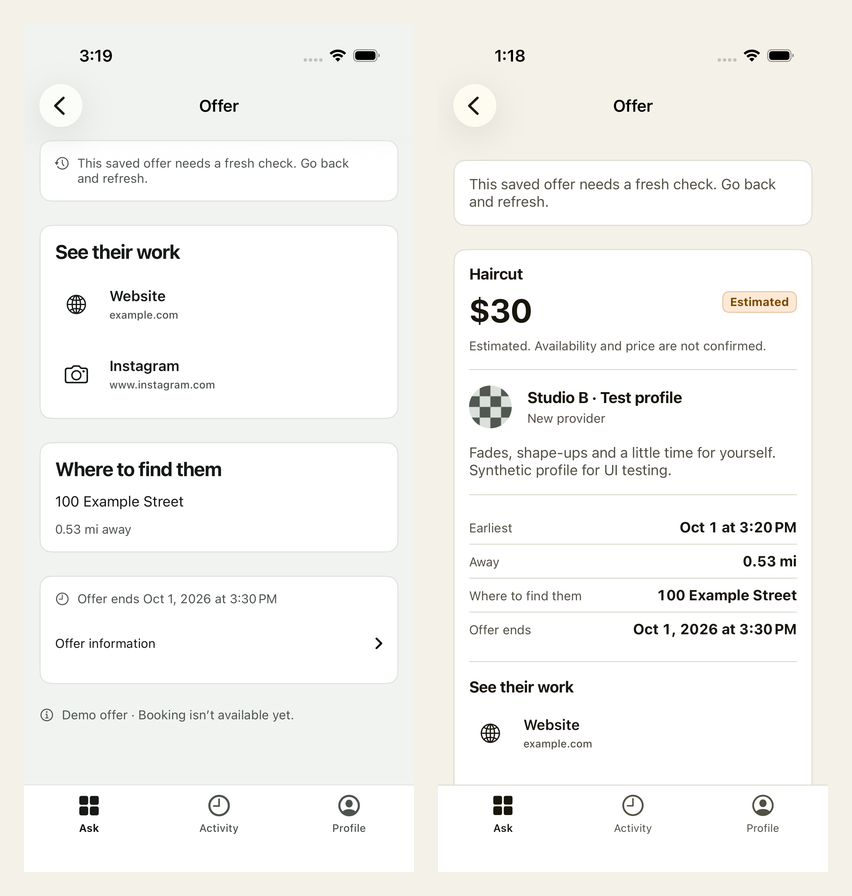 3:19
Offer
This saved offer needs a fresh check. Go back
and refresh.
See their work
Website
example.com
Instagram
www.instagram.com
Where to find them
100 Example Street
0.53 mi away
Offer ends Oct 1, 2026 at 3:30 PM
Offer information
Demo offer · Booking isn’t available yet.
Ask
Activity
Profile
1:18
Offer
This saved offer needs a fresh check. Go back
and refresh.
Haircut
$30
Estimated
Estimated. Availability and price are not confirmed.
Studio B · Test profile
New provider
Fades, shape-ups and a little time for yourself.
Synthetic profile for UI testing.
Earliest Oct 1 at 3:20 PM
Away 0.53 mi
Where to find them 100 Example Street
Offer ends Oct 1, 2026 at 3:30 PM
See their work
Website
example.com
Ask
Activity
Profile